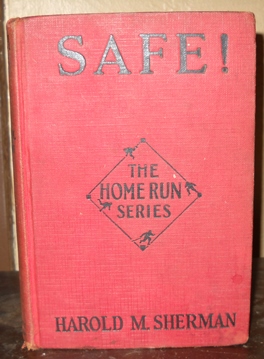 SAFE!
THE
HOME RUN
SERIES
HAROLD M. SHERMAN